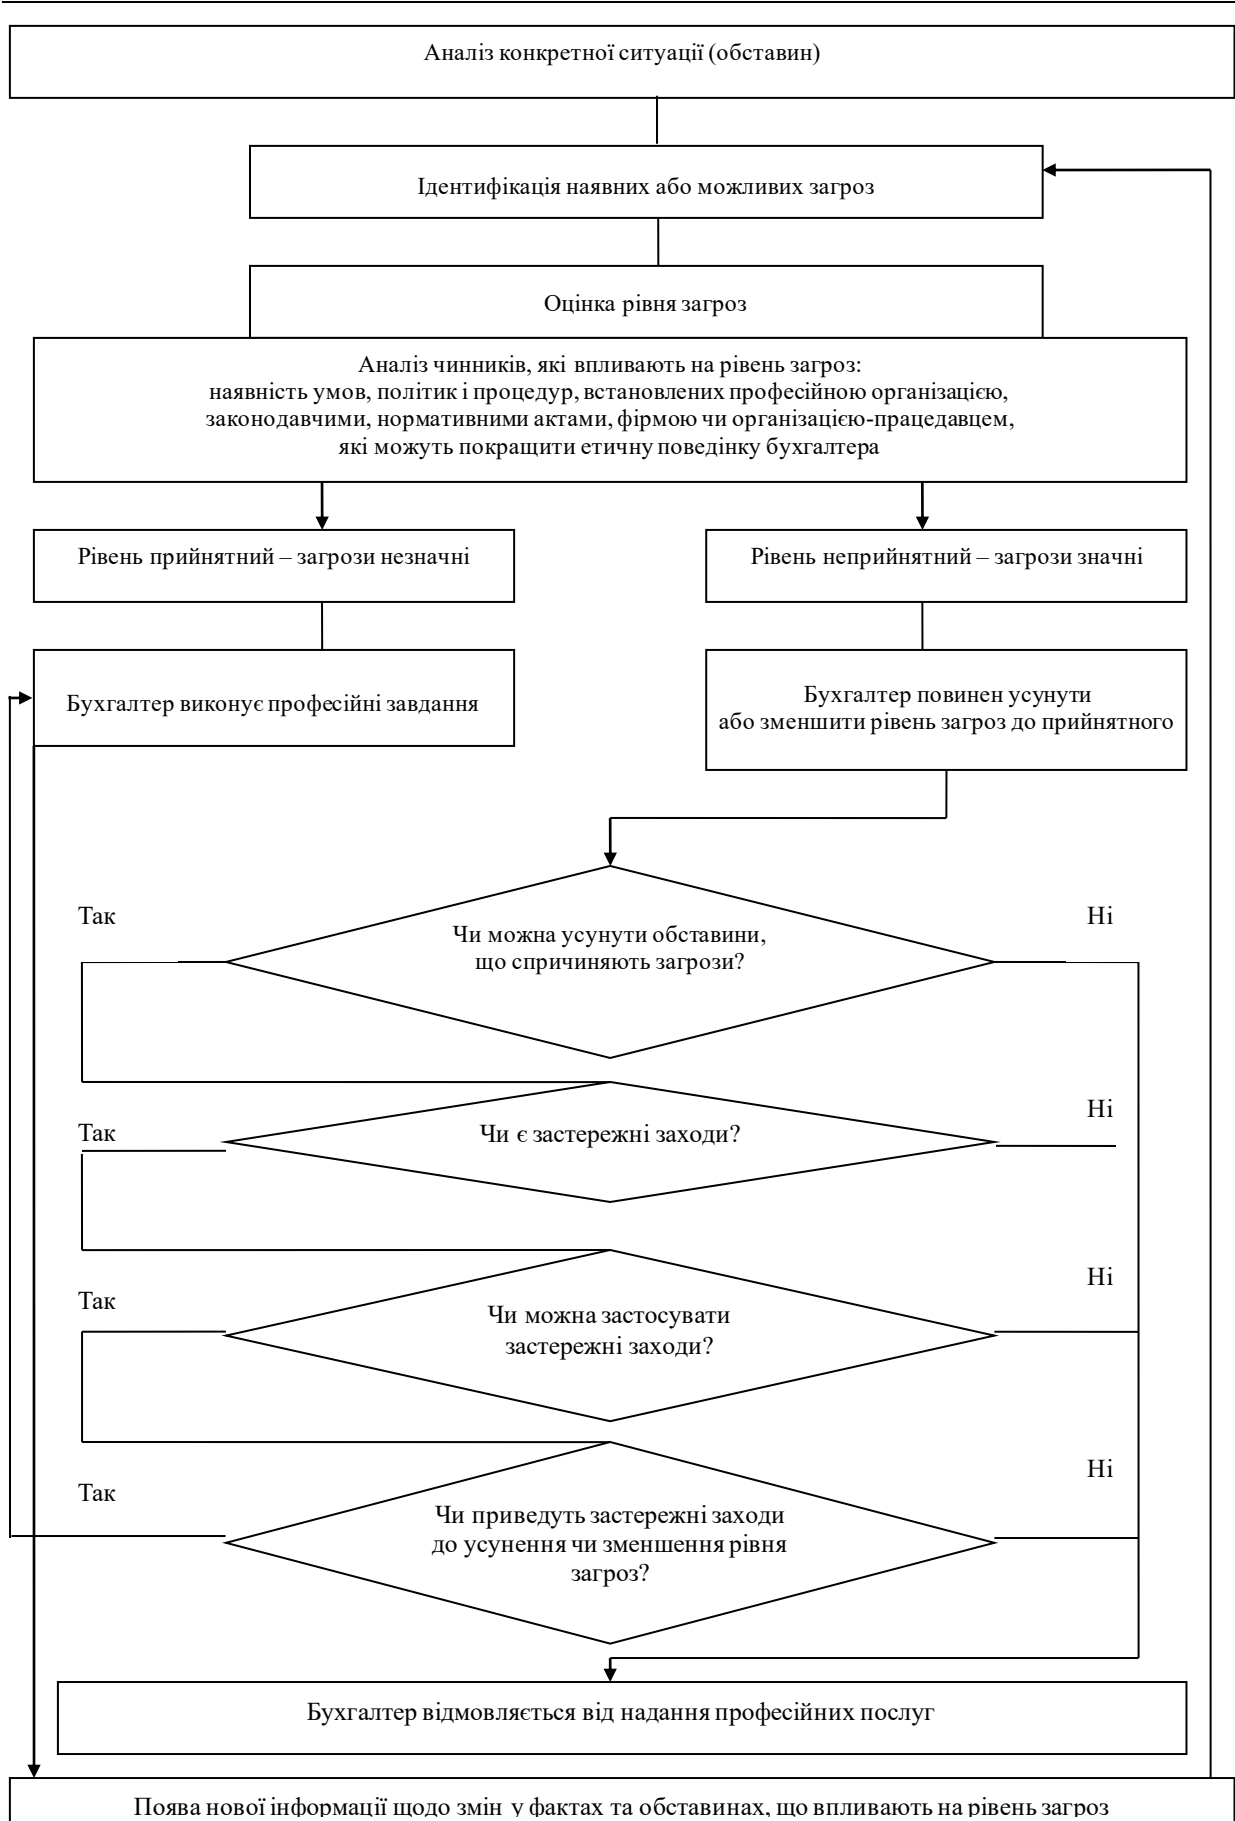 Аналіз конкретної ситуації (обставин)
Ідентифікація наявних або можливих загроз
Оцінка рівня загроз
Аналіз чинників, які впливають на рівень загроз:
наявність умов, політик і процедур, встановлених професійною організацією,
законодавчими, нормативними актами, фірмою чи організацією-працедавцем,
які можуть покращити етичну поведінку бухгалтера
Рівень прийнятний – загрози незначні
Рівень неприйнятний – загрози значні
Бухгалтер виконує професійні завдання
Бухгалтер повинен усунути
або зменшити рівень загроз до прийнятного
Так
Ні
Чи можна усунути обставини,
що спричиняють загрози?
Так
Ні
Чи є застережні заходи?
Так
Ні
Чи можна застосувати
застережні заходи?
Так
Ні
Чи приведуть застережні заходи
до усунення чи зменшення рівня
загроз?
Бухгалтер відмовляється від надання професійних послуг
Поява нової інформації щодо змін у фактах та обставинах, що впливають на рівень загроз